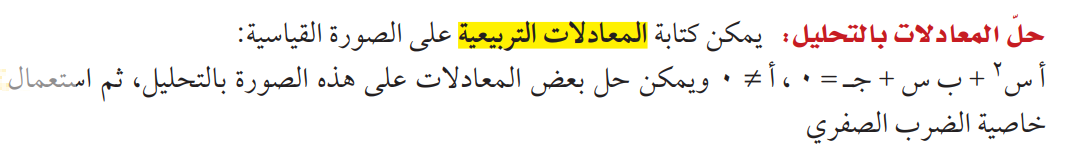 حلّ المعادلات بالتحليل: يمكن كتابة المعادلات التربيعية على الصورة القياسية:
أ س٢ + ب س + جـ = ٠ ، أ ≠ ٠ ويمكن حل بعض المعادلات على هذه الصورة بالتحليل، ثم استعمال
خاصية الضرب الصفري